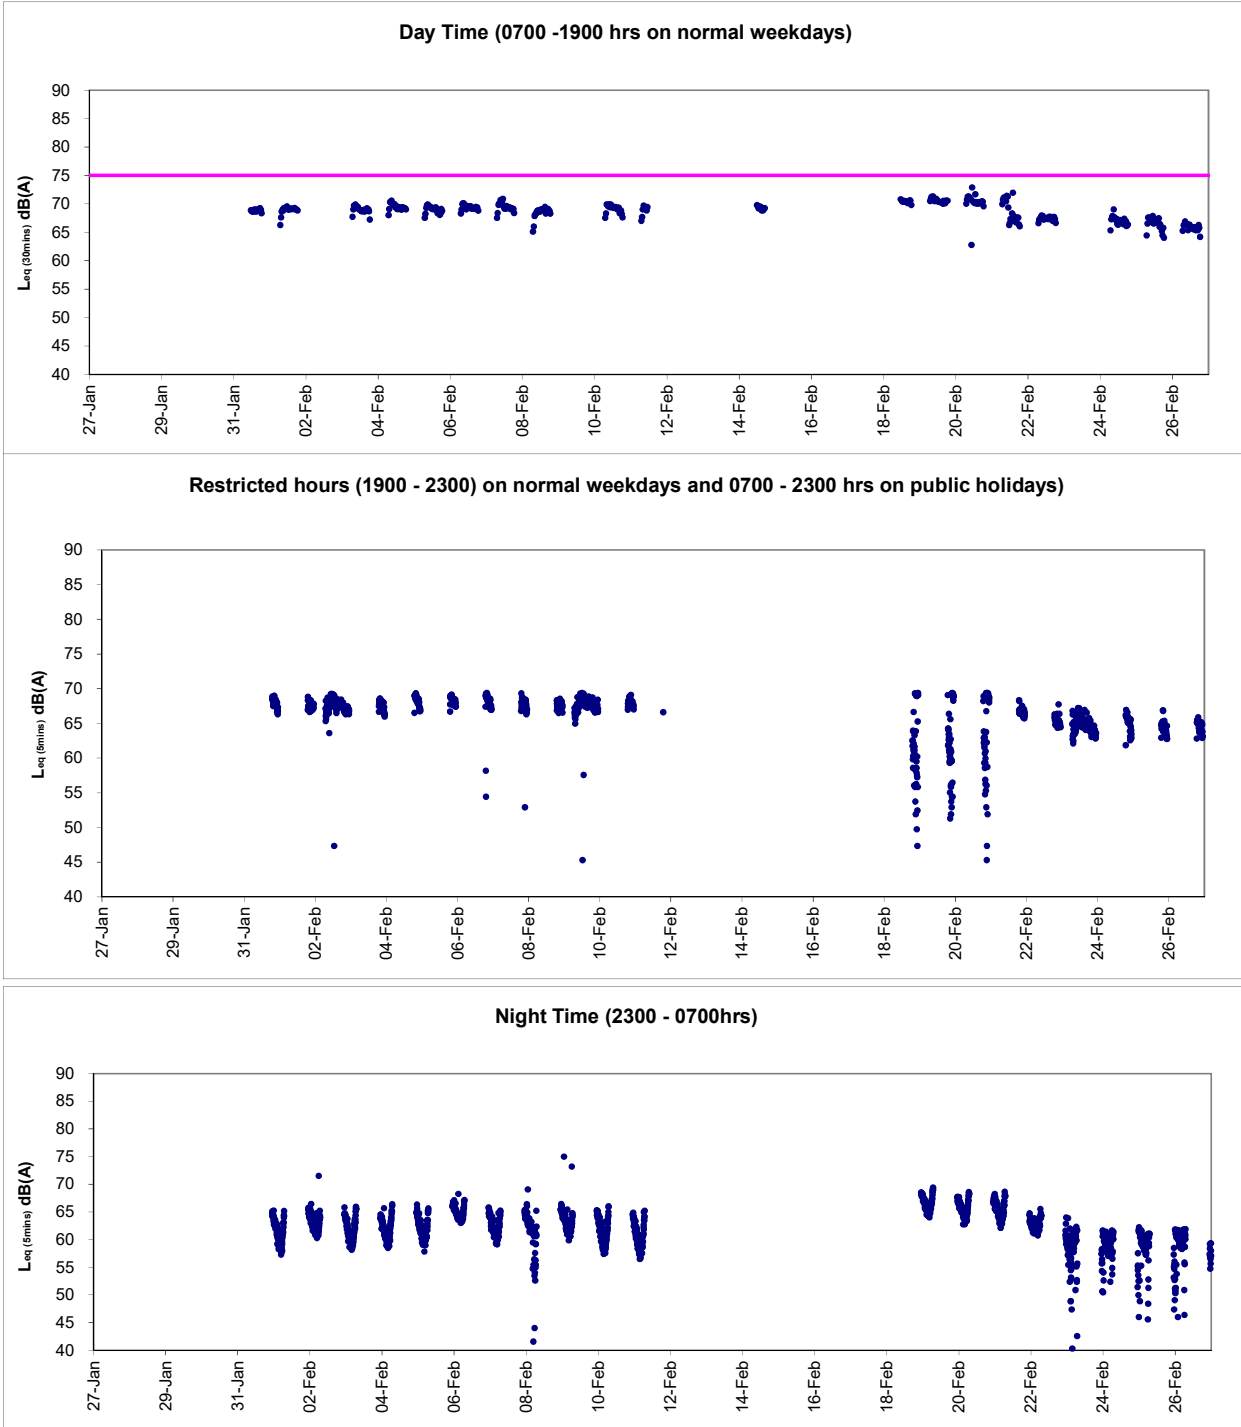 Day Time (0700 -1900 hrs on normal weekdays)
90
85
80
75
70
65
60
55
50
45
40
Leq (30mins) dB(A)
27-Jan
29-Jan
31-Jan
02-Feb
04-Feb
06-Feb
08-Feb
10-Feb
12-Feb
14-Feb
16-Feb
18-Feb
20-Feb
22-Feb
24-Feb
26-Feb
Restricted hours (1900 - 2300) on normal weekdays and 0700 - 2300 hrs on public holidays)
90
85
80
75
70
65
60
55
50
45
40
Leq (5mins) dB(A)
27-Jan
29-Jan
31-Jan
02-Feb
04-Feb
06-Feb
08-Feb
10-Feb
12-Feb
14-Feb
16-Feb
18-Feb
20-Feb
22-Feb
24-Feb
26-Feb
Night Time (2300 - 0700hrs)
90
85
80
75
70
65
60
55
50
45
40
Leq (5mins) dB(A)
27-Jan
29-Jan
31-Jan
02-Feb
04-Feb
06-Feb
08-Feb
10-Feb
12-Feb
14-Feb
16-Feb
18-Feb
20-Feb
22-Feb
24-Feb
26-Feb